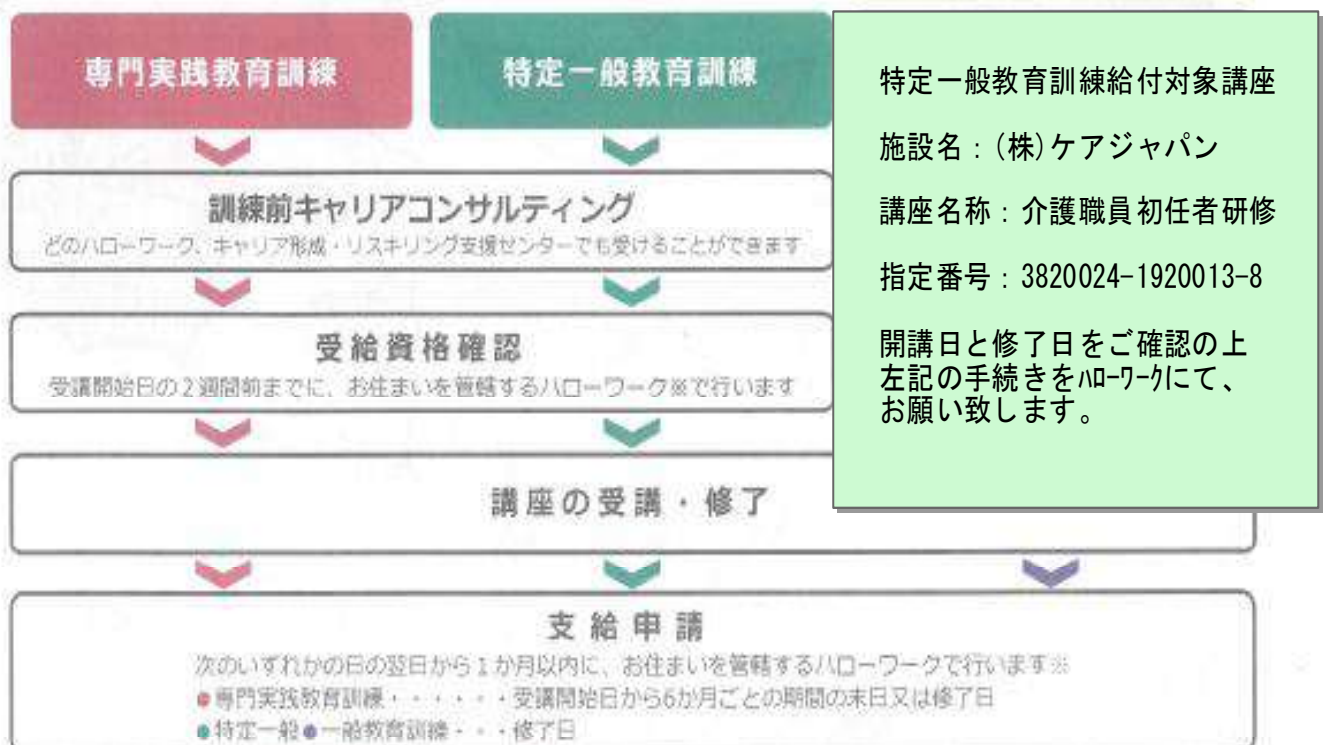 専門実践教育訓練
特定一般教育訓練
訓練前キャリアコンサルティング
どのハローワーク、キャリア形成・リスキリング支援センターでも受けることができます
受給資格確認
受講開始日の2週間前までに、お住まいを管轄するハローワーク※で行います
講座の受講・修了
支給申請
次のいずれかの日の翌日から1か月以内に、お住まいを管轄するハローワークで行います※
●専門実践教育訓練・・・・・・受講開始日から6か月ごとの期間の末日又は修了日
●特定一般●一般教育訓練・・・修了日
特定一般教育訓練給付対象講座
施設名：(株)ケアジャパン
講座名称：介護職員初任者研修
指定番号：3820024-1920013-8
開講日と修了日をご確認の上
左記の手続きをﾊﾛｰﾜｰｸにて、
お願い致します。